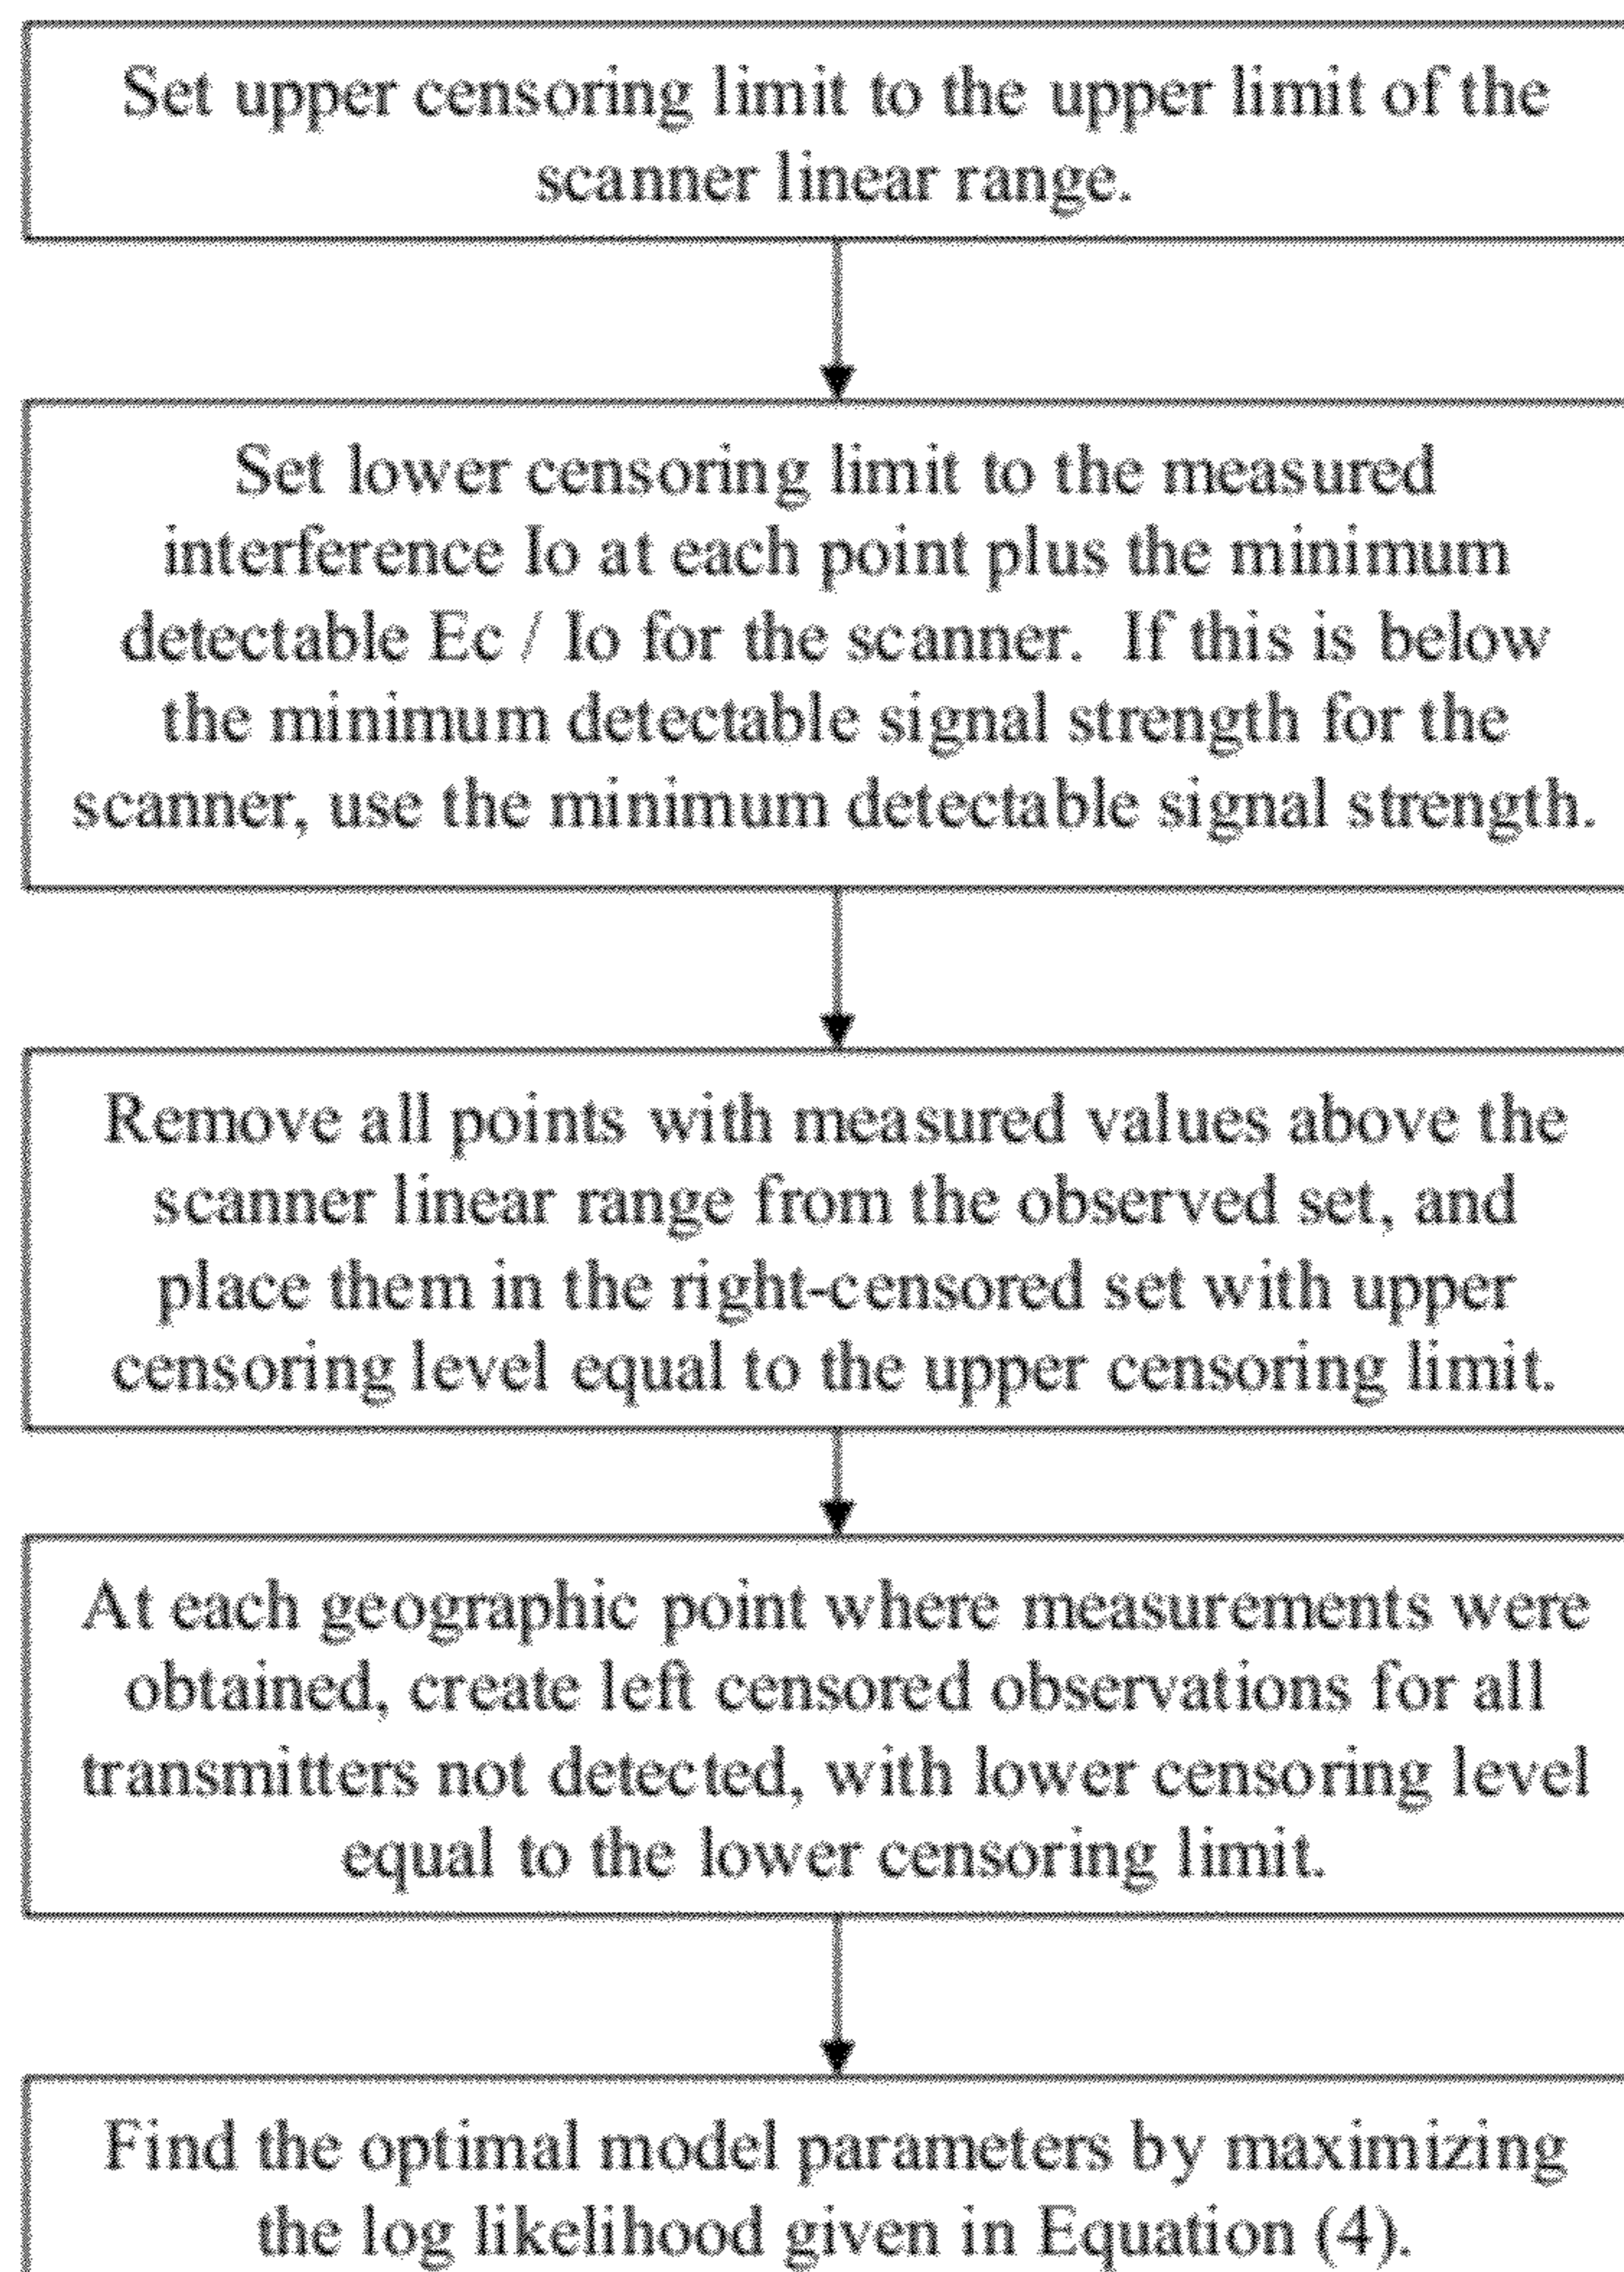 Set upper censoring limit to the upper limit of the
scanner linear range.
Set lower censoring limit to the measured
interference Io at each point plus the minimum
detectable Ec / Io for the scanner.  If this is below
the minimum detectable signal strength for the
scanner, use the minimum detectable signal strength.
Remove all points with measured values above the
scanner linear range from the observed set, and
place them in the right-censored set with upper
censoring level equal to the upper censoring limit.
At each geographic point where measurements were
obtained, create left censored observations for all
transmitters not detected, with lower censoring level
equal to the lower censoring limit.
Find the optimal model parameters by maximizing
the log likelihood given in Equation (4).